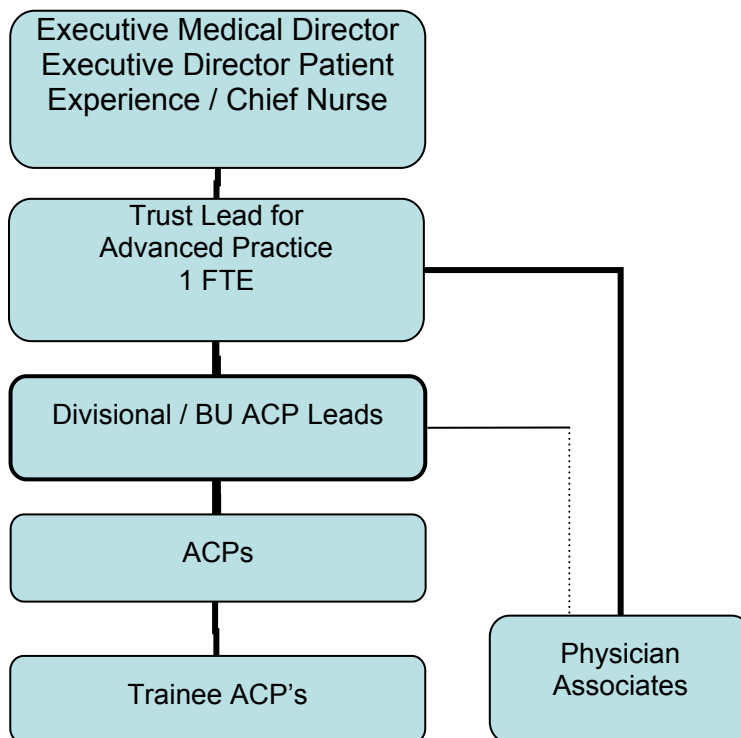 Executive Medical Director
Executive Director Patient
Experience / Chief Nurse
Trust Lead for
Advanced Practice
1 FTE
Divisional / BU ACP Leads
ACPs
Trainee ACP's
Physician
Associates